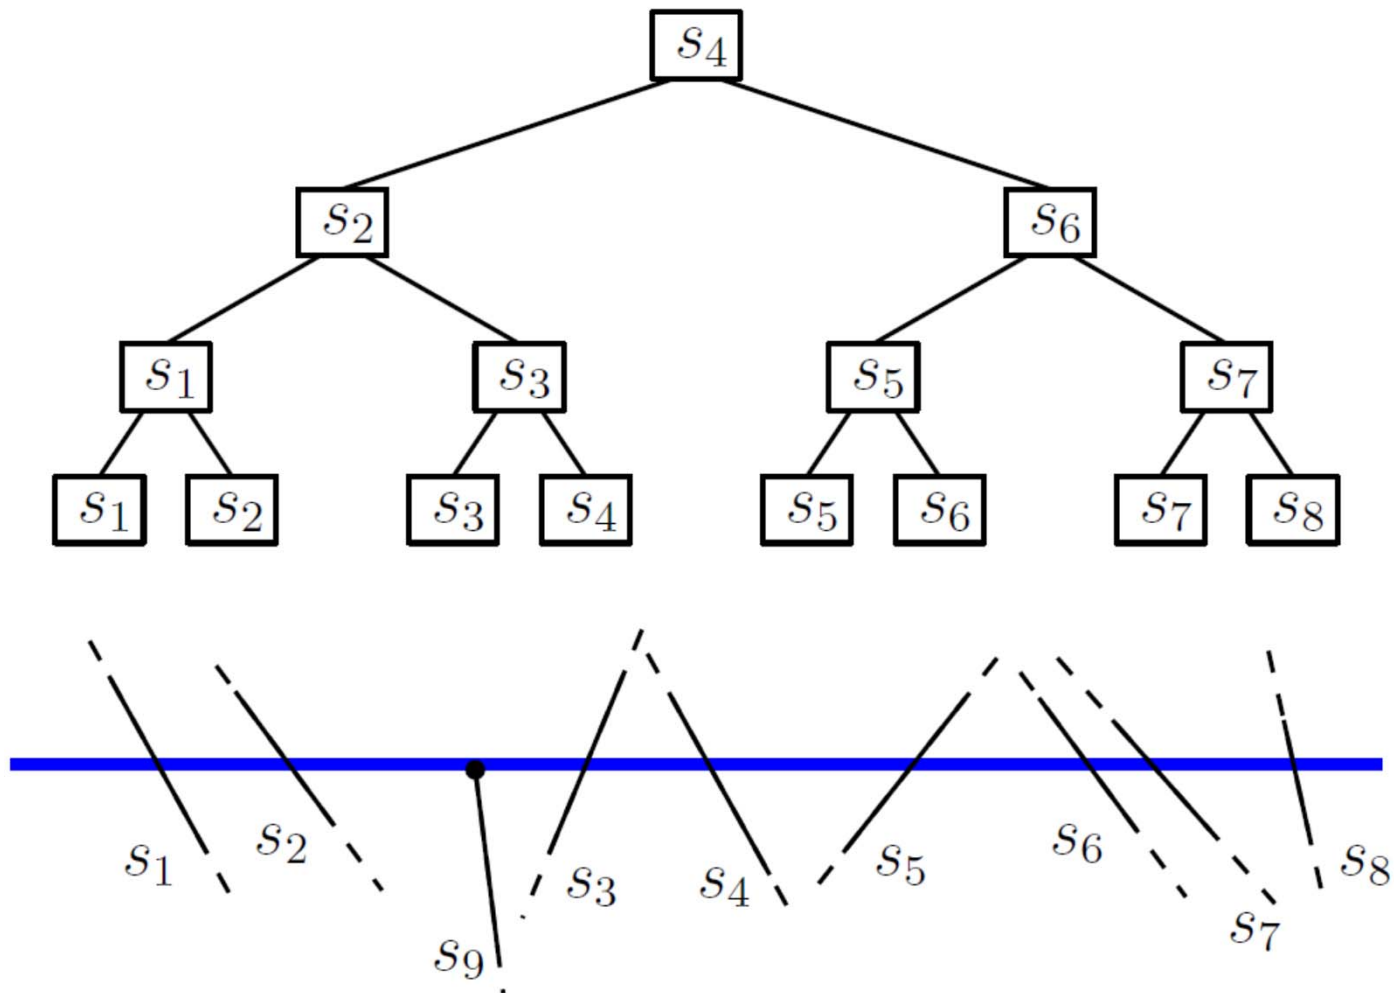 s₄
s₂ s₆
s₁ s₃ s₅ s₇
s₁ s₂ s₃ s₄ s₅ s₆ s₇ s₈
s₁ s₂ s₉ s₃ s₄ s₅ s₆ s₇ s₈